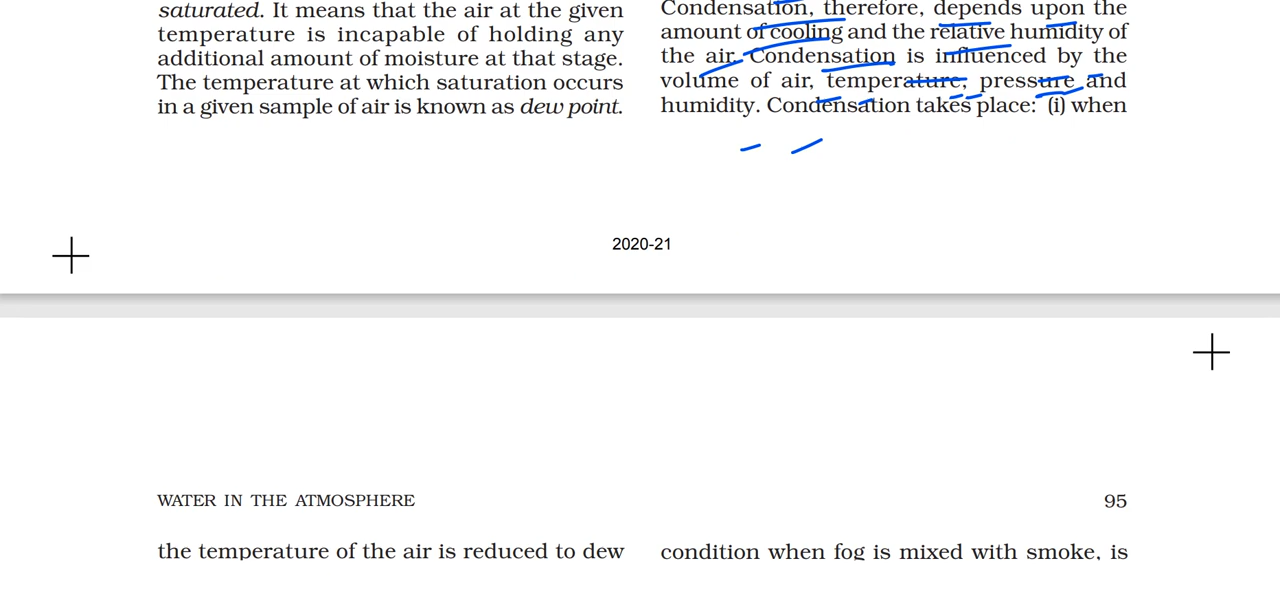 saturated. It means that the air at the given
temperature is incapable of holding any
additional amount of moisture at that stage.
The temperature at which saturation occurs
in a given sample of air is known as dew point.
Condensation, therefore, depends upon the
amount of cooling and the relative humidity of
the air. Condensation is influenced by the
volume of air, temperature, pressure and
humidity. Condensation takes place: (i) when
2020-21
WATER IN THE ATMOSPHERE
95
the temperature of the air is reduced to dew
condition when fog is mixed with smoke, is